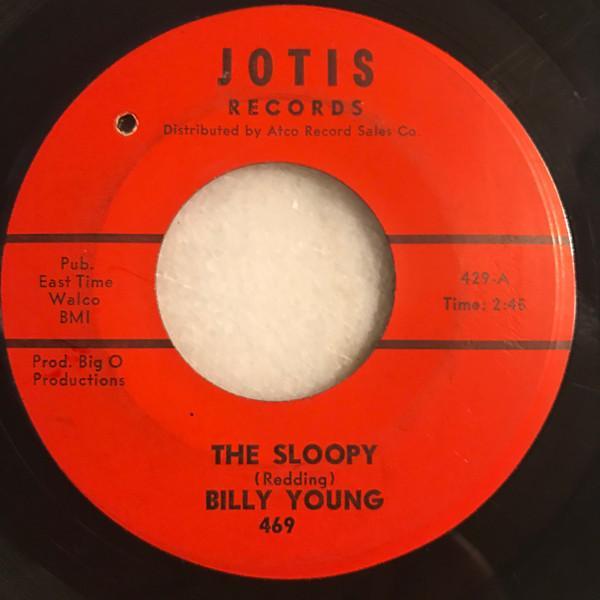 JOTIS
RECORDS
Distributed by Atco Record Sales Co.
Pub.
East Time
Walco
BMI
429-A
Time: 2:45
Prod. Big O
Productions
THE SLOOPY
(Redding)
BILLY YOUNG
469